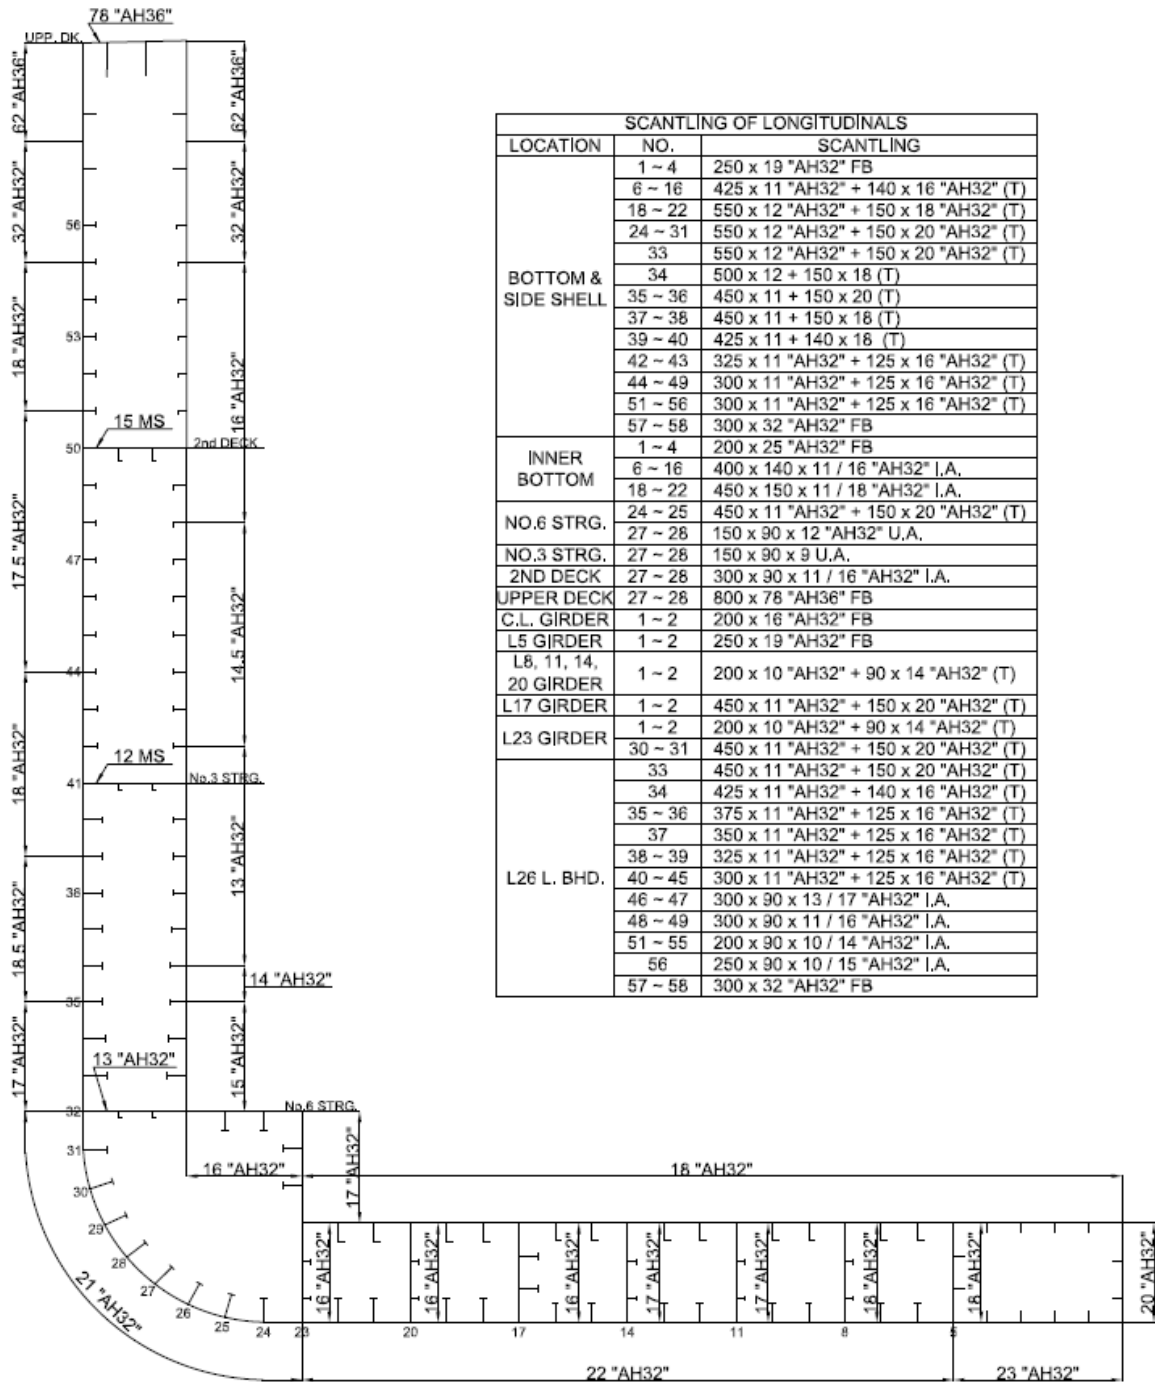 78 "AH36"
UPP. DK.
62 "AH36"
62 "AH36"
32 "AH32"
32 "AH32"
56
18 "AH32"
53
16 "AH32"
15 MS
50
2nd DECK
17.5 "AH32"
47
14.5 "AH32"
44
18 "AH32"
12 MS
41
No.3 STRG.
13 "AH32"
38
18.5 "AH32"
14 "AH32"
35
17 "AH32"
13 "AH32"
15 "AH32"
32
No.6 STRG.
31
30
29
28
27
26
25
24
23
20
17
14
11
8
5
21 "AH32"
16 "AH32"
17 "AH32"
18 "AH32"
16 "AH32"
16 "AH32"
16 "AH32"
17 "AH32"
17 "AH32"
18 "AH32"
18 "AH32"
20 "AH32"
22 "AH32"
23 "AH32"
SCANTLING OF LONGITUDINALS
LOCATION NO. SCANTLING
BOTTOM &
SIDE SHELL
1 ~ 4 250 x 19 "AH32" FB
6 ~ 16 425 x 11 "AH32" + 140 x 16 "AH32" (T)
18 ~ 22 550 x 12 "AH32" + 150 x 18 "AH32" (T)
24 ~ 31 550 x 12 "AH32" + 150 x 20 "AH32" (T)
33 550 x 12 "AH32" + 150 x 20 "AH32" (T)
34 500 x 12 + 150 x 18 (T)
35 ~ 36 450 x 11 + 150 x 20 (T)
37 ~ 38 450 x 11 + 150 x 18 (T)
39 ~ 40 425 x 11 + 140 x 18 (T)
42 ~ 43 325 x 11 "AH32" + 125 x 16 "AH32" (T)
44 ~ 49 300 x 11 "AH32" + 125 x 16 "AH32" (T)
51 ~ 56 300 x 11 "AH32" + 125 x 16 "AH32" (T)
57 ~ 58 300 x 32 "AH32" FB
INNER
BOTTOM
1 ~ 4 200 x 25 "AH32" FB
6 ~ 16 400 x 140 x 11 / 16 "AH32" I.A.
18 ~ 22 450 x 150 x 11 / 18 "AH32" I.A.
NO.6 STRG.
24 ~ 25 450 x 11 "AH32" + 150 x 20 "AH32" (T)
27 ~ 28 150 x 90 x 12 "AH32" U.A.
NO.3 STRG. 27 ~ 28 150 x 90 x 9 U.A.
2ND DECK 27 ~ 28 300 x 90 x 11 / 16 "AH32" I.A.
UPPER DECK 27 ~ 28 800 x 78 "AH36" FB
C.L. GIRDER 1 ~ 2 200 x 16 "AH32" FB
L5 GIRDER 1 ~ 2 250 x 19 "AH32" FB
L8, 11, 14,
20 GIRDER
1 ~ 2 200 x 10 "AH32" + 90 x 14 "AH32" (T)
L17 GIRDER 1 ~ 2 450 x 11 "AH32" + 150 x 20 "AH32" (T)
L23 GIRDER
1 ~ 2 200 x 10 "AH32" + 90 x 14 "AH32" (T)
30 ~ 31 450 x 11 "AH32" + 150 x 20 "AH32" (T)
L26 L. BHD.
33 450 x 11 "AH32" + 150 x 20 "AH32" (T)
34 425 x 11 "AH32" + 140 x 16 "AH32" (T)
35 ~ 36 375 x 11 "AH32" + 125 x 16 "AH32" (T)
37 350 x 11 "AH32" + 125 x 16 "AH32" (T)
38 ~ 39 325 x 11 "AH32" + 125 x 16 "AH32" (T)
40 ~ 45 300 x 11 "AH32" + 125 x 16 "AH32" (T)
46 ~ 47 300 x 90 x 13 / 17 "AH32" I.A.
48 ~ 49 300 x 90 x 11 / 16 "AH32" I.A.
51 ~ 55 200 x 90 x 10 / 14 "AH32" I.A.
56 250 x 90 x 10 / 15 "AH32" I.A.
57 ~ 58 300 x 32 "AH32" FB